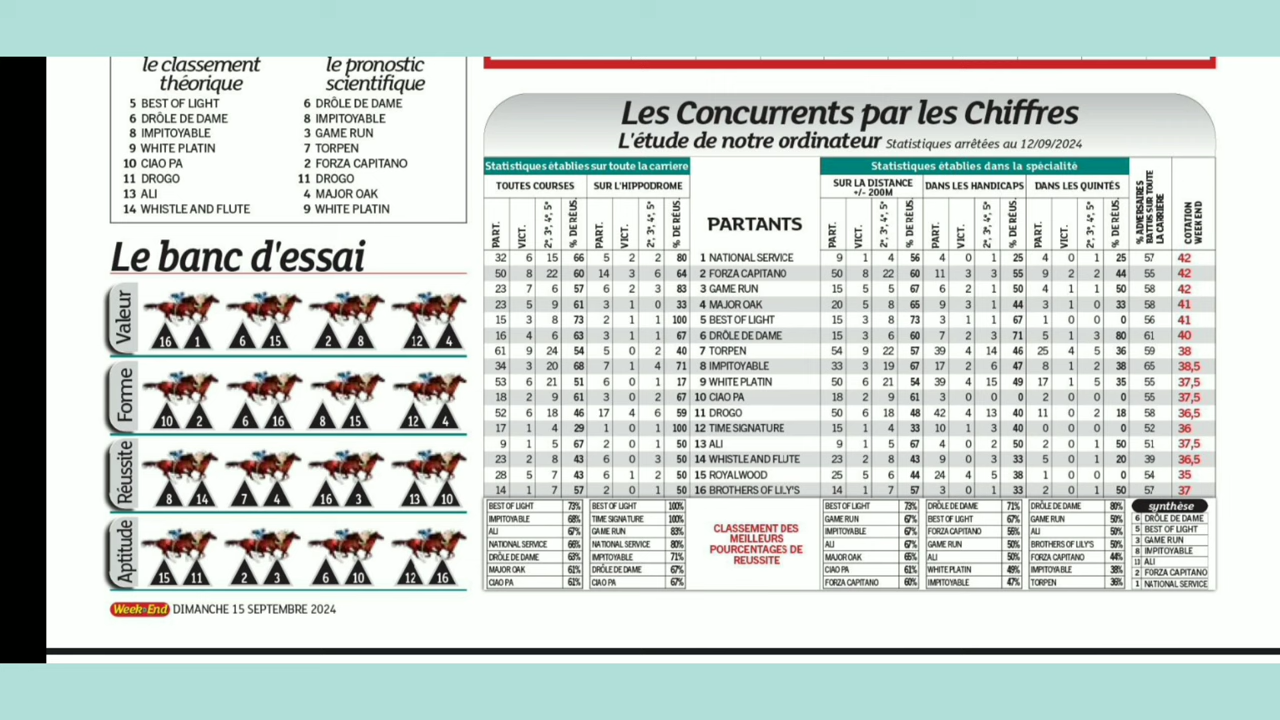 le classement
théorique
5 BEST OF LIGHT
6 DRÔLE DE DAME
8 IMPITOYABLE
9 WHITE PLATIN
10 CIAO PA
11 DROGO
13 ALI
14 WHISTLE AND FLUTE
le pronostic
scientifique
6 DRÔLE DE DAME
8 IMPITOYABLE
3 GAME RUN
7 TORPEN
2 FORZA CAPITANO
11 DROGO
4 MAJOR OAK
9 WHITE PLATIN
Le banc d'essai
Valeur
16 1 6 15 2 8 12 4
Forme
10 2 6 16 8 15 12 4
Réussite
8 14 7 4 16 3 13 10
Aptitude
15 11 2 3 6 10 12 16
Week-End DIMANCHE 15 SEPTEMBRE 2024
Les Concurrents par les Chiffres
L'étude de notre ordinateur Statistiques arrêtées au 12/09/2024
Statistiques établies sur toute la carriere
Statistiques établies dans la spécialité
TOUTES COURSES SUR L'HIPPODROME
PARTANTS
SUR LA DISTANCE
+/- 200M
DANS LES HANDICAPS DANS LES QUINTÉS
% ADVERSAIRES
BATTUS SUR TOUTE
LA CARRIÈRE
COTATION
WEEK END
PART. VICT. 2e, 3e, 4e, 5e % DE RÉUS. PART. VICT. 2e, 3e, 4e, 5e % DE RÉUS. PART. VICT. 2e, 3e, 4e, 5e % DE RÉUS. PART. VICT. 2e, 3e, 4e, 5e % DE RÉUS. PART. VICT. 2e, 3e, 4e, 5e % DE RÉUS.
32 6 15 66 5 2 2 80 1 NATIONAL SERVICE 9 1 4 56 4 0 1 25 4 0 1 25 57 42
50 8 22 60 14 3 6 64 2 FORZA CAPITANO 50 8 22 60 11 3 3 55 9 2 2 44 55 42
23 7 6 57 6 2 3 83 3 GAME RUN 15 5 5 67 6 2 1 50 4 1 1 50 58 42
23 5 9 61 3 1 0 33 4 MAJOR OAK 20 5 8 65 9 3 1 44 3 1 0 33 58 41
15 3 8 73 2 1 1 100 5 BEST OF LIGHT 15 3 8 73 3 1 1 67 1 0 0 0 56 41
16 4 6 63 3 1 1 67 6 DRÔLE DE DAME 15 3 6 60 7 2 3 71 5 1 3 80 61 40
61 9 24 54 5 0 2 40 7 TORPEN 54 9 22 57 39 4 14 46 25 4 5 36 59 38
34 3 20 68 7 1 4 71 8 IMPITOYABLE 33 3 19 67 17 2 6 47 8 1 2 38 65 38,5
53 6 21 51 6 0 1 17 9 WHITE PLATIN 50 6 21 54 39 4 15 49 17 1 5 35 55 37,5
18 2 9 61 3 0 2 67 10 CIAO PA 18 2 9 61 3 0 0 0 2 0 0 0 55 37,5
52 6 18 46 17 4 6 59 11 DROGO 6 18 48 42 4 13 40 11 0 2 18 58 36,5
17 1 4 29 1 0 1 100 12 TIME SIGNATURE 15 1 4 33 10 1 3 40 0 0 0 0 52 36
9 1 5 67 2 0 1 50 13 ALI 9 1 5 67 4 0 2 50 2 0 1 50 51 37,5
23 2 8 43 6 0 3 50 14 WHISTLE AND FLUTE 23 2 8 43 9 0 3 33 5 0 1 20 39 36,5
28 5 7 43 6 1 2 50 15 ROYALWOOD 25 5 6 44 24 4 5 38 1 0 0 0 54 35
14 1 7 57 2 0 1 50 16 BROTHERS OF LILY'S 14 1 7 57 3 0 1 33 2 0 1 50 57 37
BEST OF LIGHT 73% BEST OF LIGHT 100%
IMPITOYABLE 68% TIME SIGNATURE 100%
ALI 67% GAME RUN 83%
NATIONAL SERVICE 66% NATIONAL SERVICE 80%
DRÔLE DE DAME 63% IMPITOYABLE 71%
MAJOR OAK 61% DRÔLE DE DAME 67%
CIAO PA 61% CIAO PA 67%
CLASSEMENT DES
MEILLEURS
POURCENTAGES DE
REUSSITE
BEST OF LIGHT 73% DRÔLE DE DAME 71% DRÔLE DE DAME 80%
GAME RUN 67% BEST OF LIGHT 67% GAME RUN 50%
IMPITOYABLE 67% FORZA CAPITANO 55% ALI 50%
ALI 67% GAME RUN 50% BROTHERS OF LILY'S 50%
MAJOR OAK 65% ALI 50% FORZA CAPITANO 44%
CIAO PA 61% WHITE PLATIN 49% IMPITOYABLE 38%
FORZA CAPITANO 60% IMPITOYABLE 47% TORPEN 36%
synthèse
6 DRÔLE DE DAME
5 BEST OF LIGHT
3 GAME RUN
8 IMPITOYABLE
13 ALI
2 FORZA CAPITANO
1 NATIONAL SERVICE